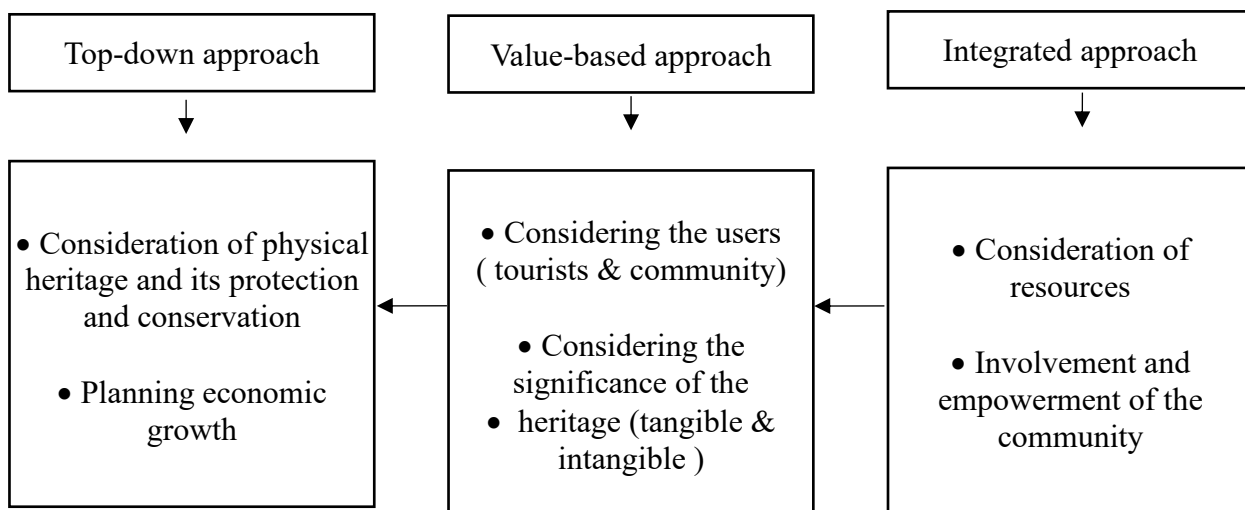 Top-down approach
Value-based approach
Integrated approach
• Consideration of physical
heritage and its protection
and conservation
• Planning economic
growth
• Considering the users
( tourists & community)
• Considering the
significance of the
• heritage (tangible &
intangible )
• Consideration of
resources
• Involvement and
empowerment of the
community